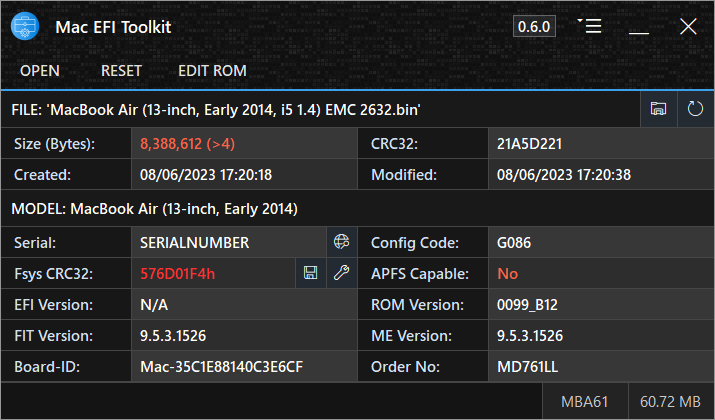 Mac EFI Toolkit 0.6.0
OPEN RESET EDIT ROM
FILE: 'MacBook Air (13-inch, Early 2014, i5 1.4) EMC 2632.bin'
Size (Bytes): 8,388,612 (>4) CRC32: 21A5D221
Created: 08/06/2023 17:20:18 Modified: 08/06/2023 17:20:38
MODEL: MacBook Air (13-inch, Early 2014)
Serial: SERIALNUMBER Config Code: G086
Fsys CRC32: 576D01F4h APFS Capable: No
EFI Version: N/A ROM Version: 0099_B12
FIT Version: 9.5.3.1526 ME Version: 9.5.3.1526
Board-ID: Mac-35C1E88140C3E6CF Order No: MD761LL
MBA61 60.72 MB